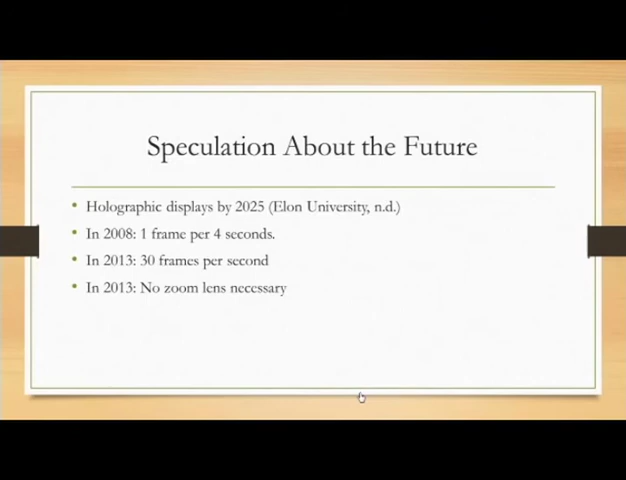 Speculation About the Future
• Holographic displays by 2025 (Elon University, n.d.)
• In 2008: 1 frame per 4 seconds.
• In 2013: 30 frames per second
• In 2013: No zoom lens necessary